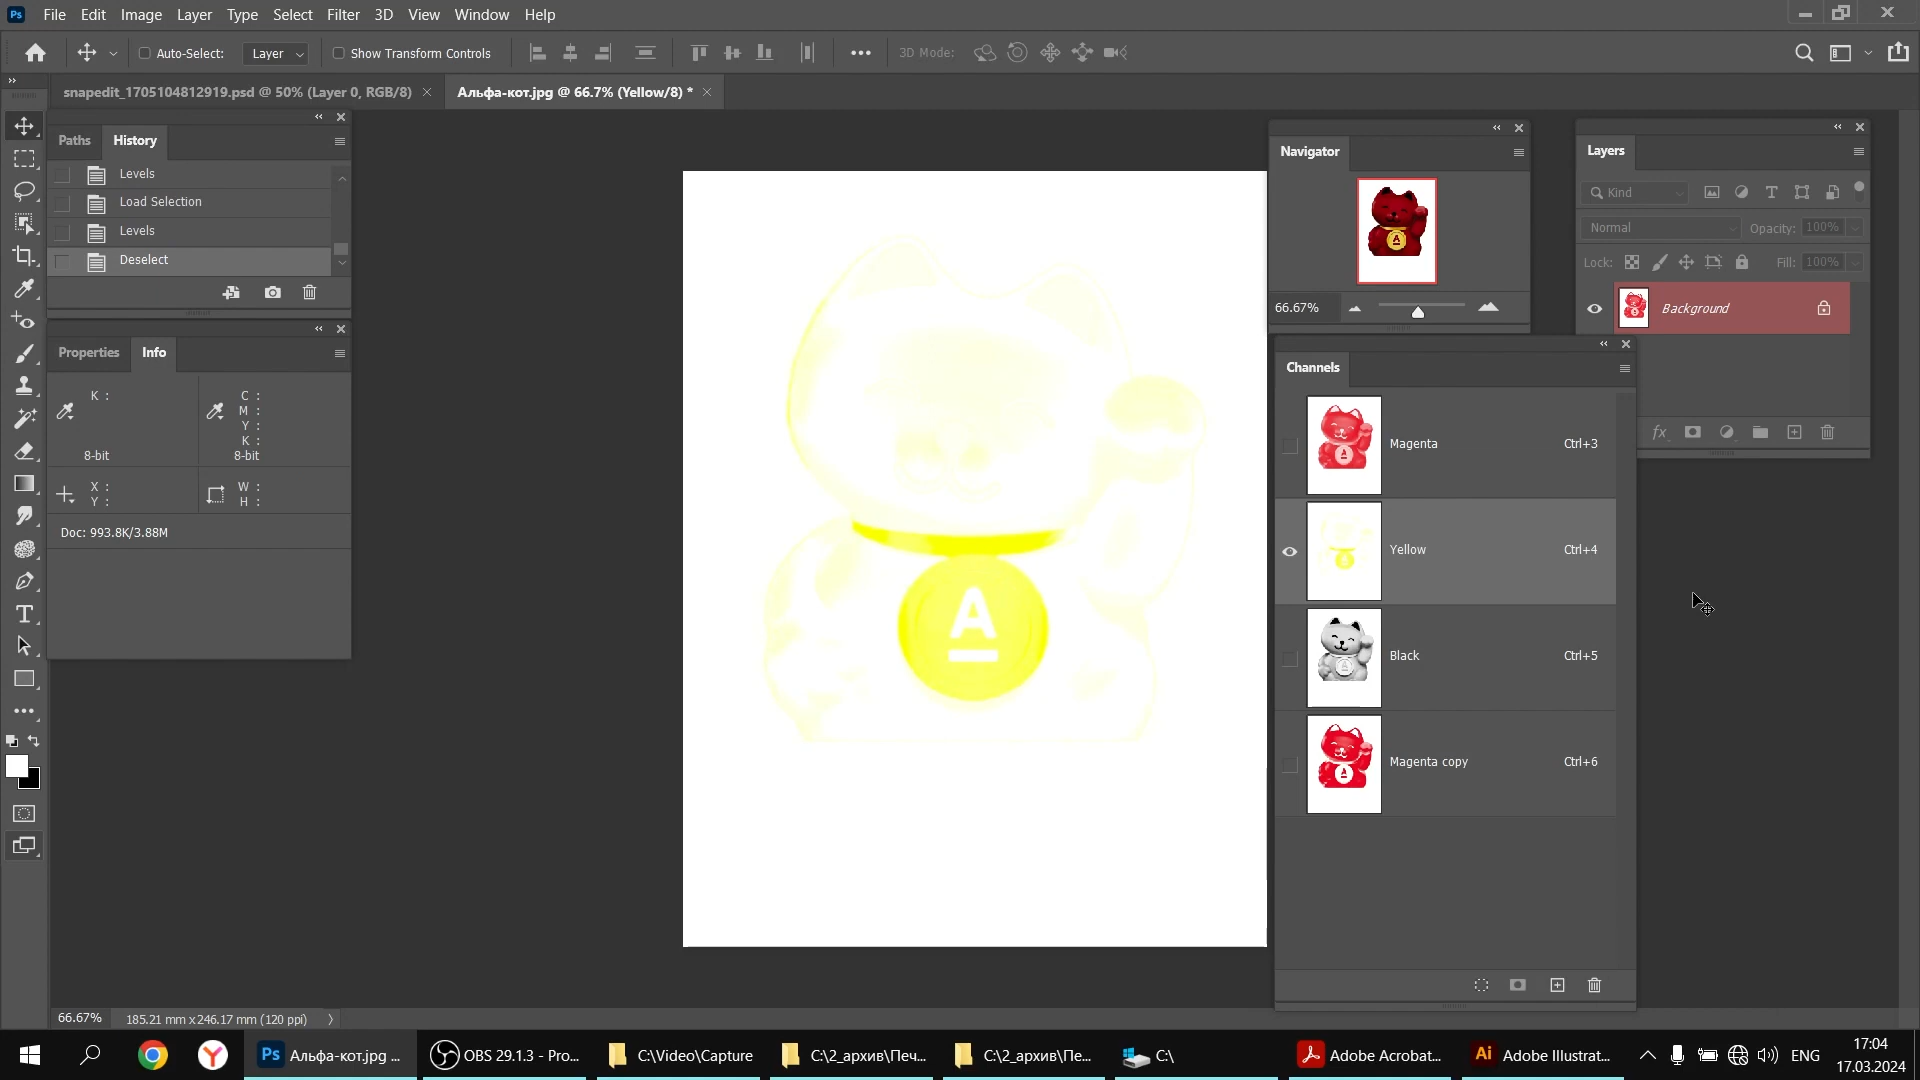 Ps File Edit Image Layer Type Select Filter 3D View Window Help
Auto-Select: Layer Show Transform Controls 3D Mode:
snapedit_1705104812919.psd @ 50% (Layer 0, RGB/8) Альфа-кот.jpg @ 66.7% (Yellow/8) *
Paths History
Levels
Load Selection
Levels
Deselect
Properties Info
K :
8-bit
C :
M :
Y :
K :
8-bit
X :
Y :
W :
H :
Doc: 993.8K/3.88M
A
Navigator
66.67%
Layers
Kind
Normal Opacity: 100%
Lock: Fill: 100%
Background
fx
Channels
Magenta Ctrl+3
Yellow Ctrl+4
Black Ctrl+5
Magenta copy Ctrl+6
66.67% 185.21 mm x 246.17 mm (120 ppi)
Ps Альфа-кот.jpg ... OBS 29.1.3 - Pro... C:\Video\Capture C:\2_архив\Печ... C:\2_архив\Пе... C:\ Adobe Acrobat... Ai Adobe Illustrat... ENG
17:04
17.03.2024